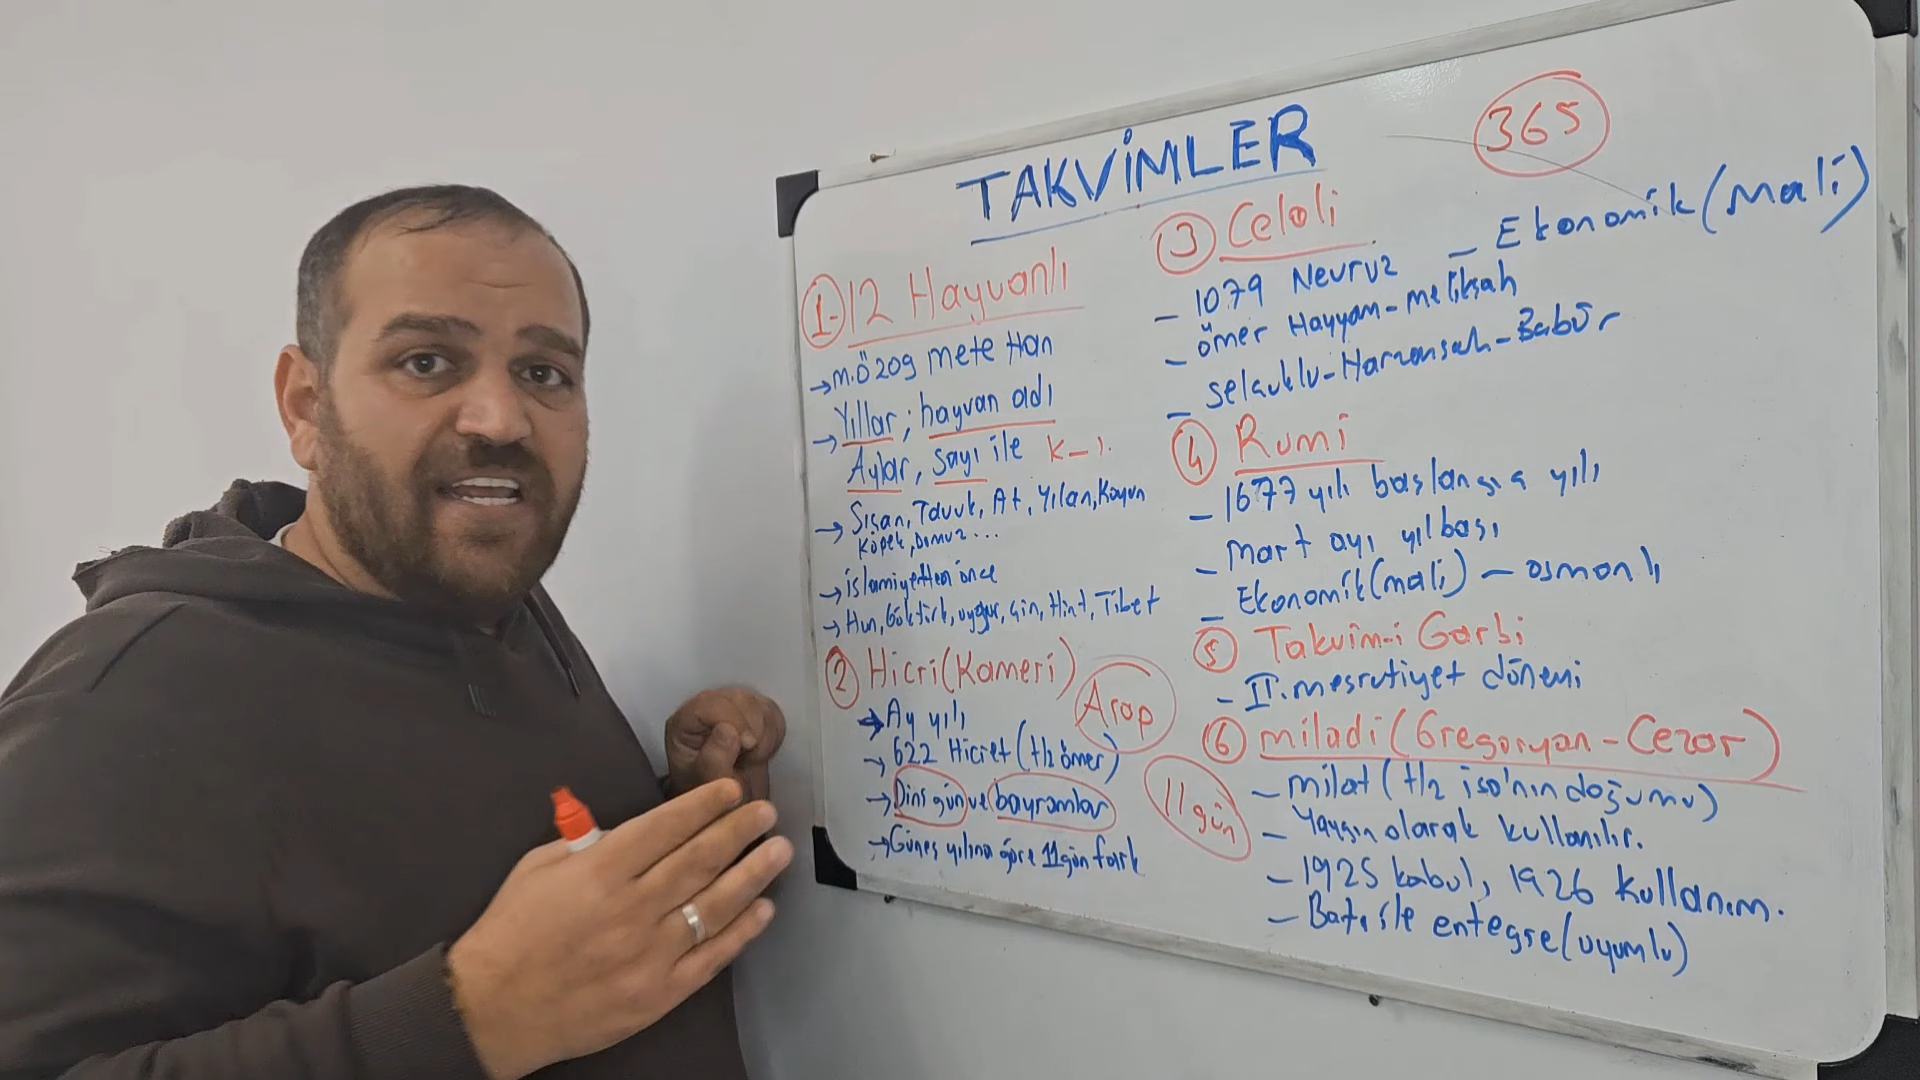 TAKVİMLER
365
1-12 Hayvanlı
→ M.Ö 209 Mete Han
→ Yıllar; hayvan adı
Aylar, sayı ile K-1.
→ Sıçan, Tavuk, At, Yılan, Koyun
Köpek, Domuz...
→ islamiyetten önce
→ Hun, Göktürk, uygur, Çin, Hint, Tibet
2 Hicri (Kameri)
Arap
→ Ay yılı
→ 622 Hicret (Hz ömer)
→ Dini gün ve bayramlar
→ Güneş yılına göre 11 gün fark
11 gün
3 Celali
- Ekonomik (Mali)
- 1079 Nevruz
- ömer Hayyam - melikşah
- selçuklu - Harzemşah - Babür
4 Rumi
- 1677 yılı başlangıç yılı
- Mart ayı yılbaşı
- Ekonomik (mali) - osmanlı
5 Takvim-i Garbi
- II. meşrutiyet dönemi
6 miladi (Gregoryan - Cezar)
- Milat (Hz isa'nın doğumu)
- Yaygın olarak kullanılır.
- 1925 kabul, 1926 Kullanım.
- Batı ile entegre (uyumlu)